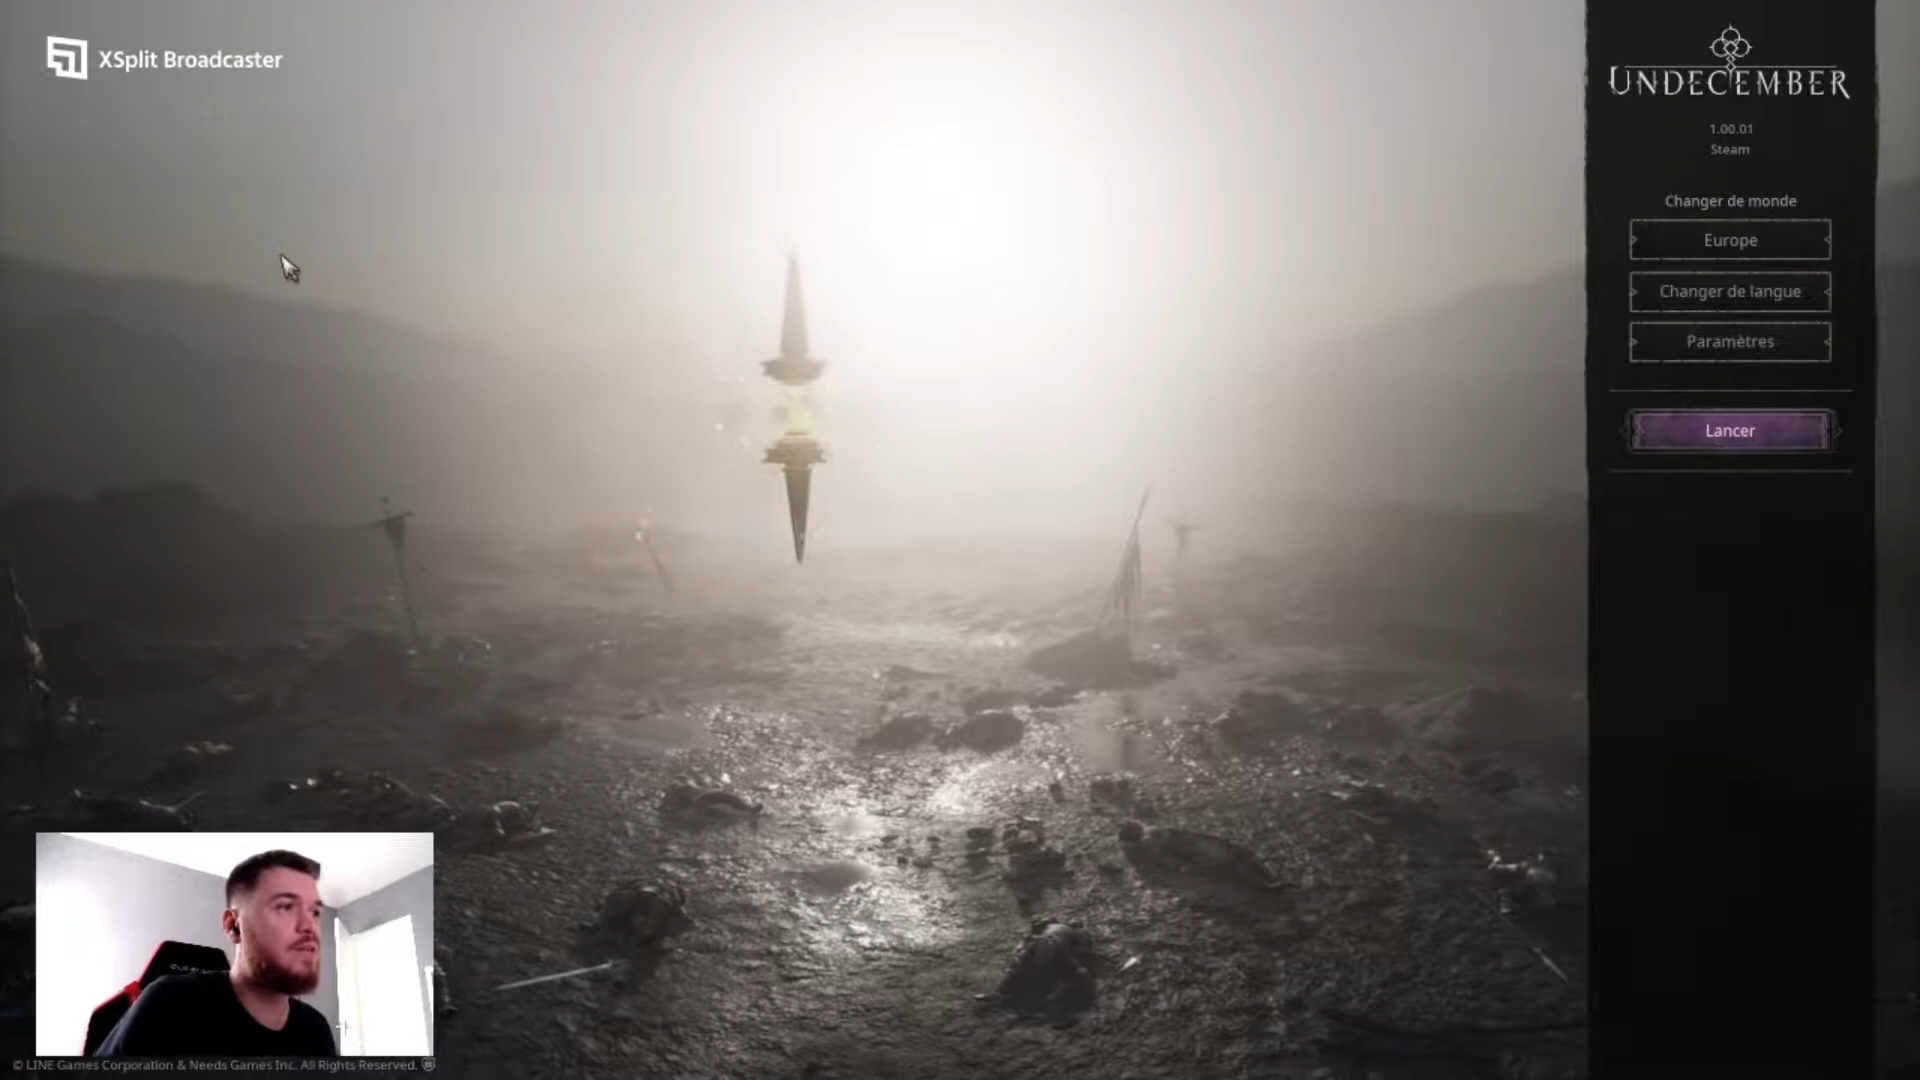 XSplit Broadcaster
UNDECEMBER
1.00.01
Steam
Changer de monde
Europe
Changer de langue
Paramètres
Lancer
© LINE Games Corporation & Needs Games Inc. All Rights Reserved.